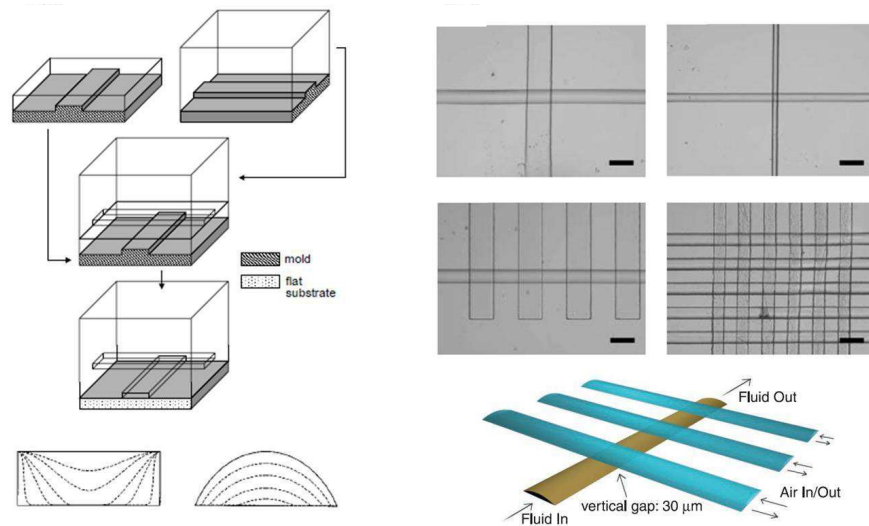 mold
flat
substrate
Fluid Out
Air In/Out
vertical gap: 30 μm
Fluid In